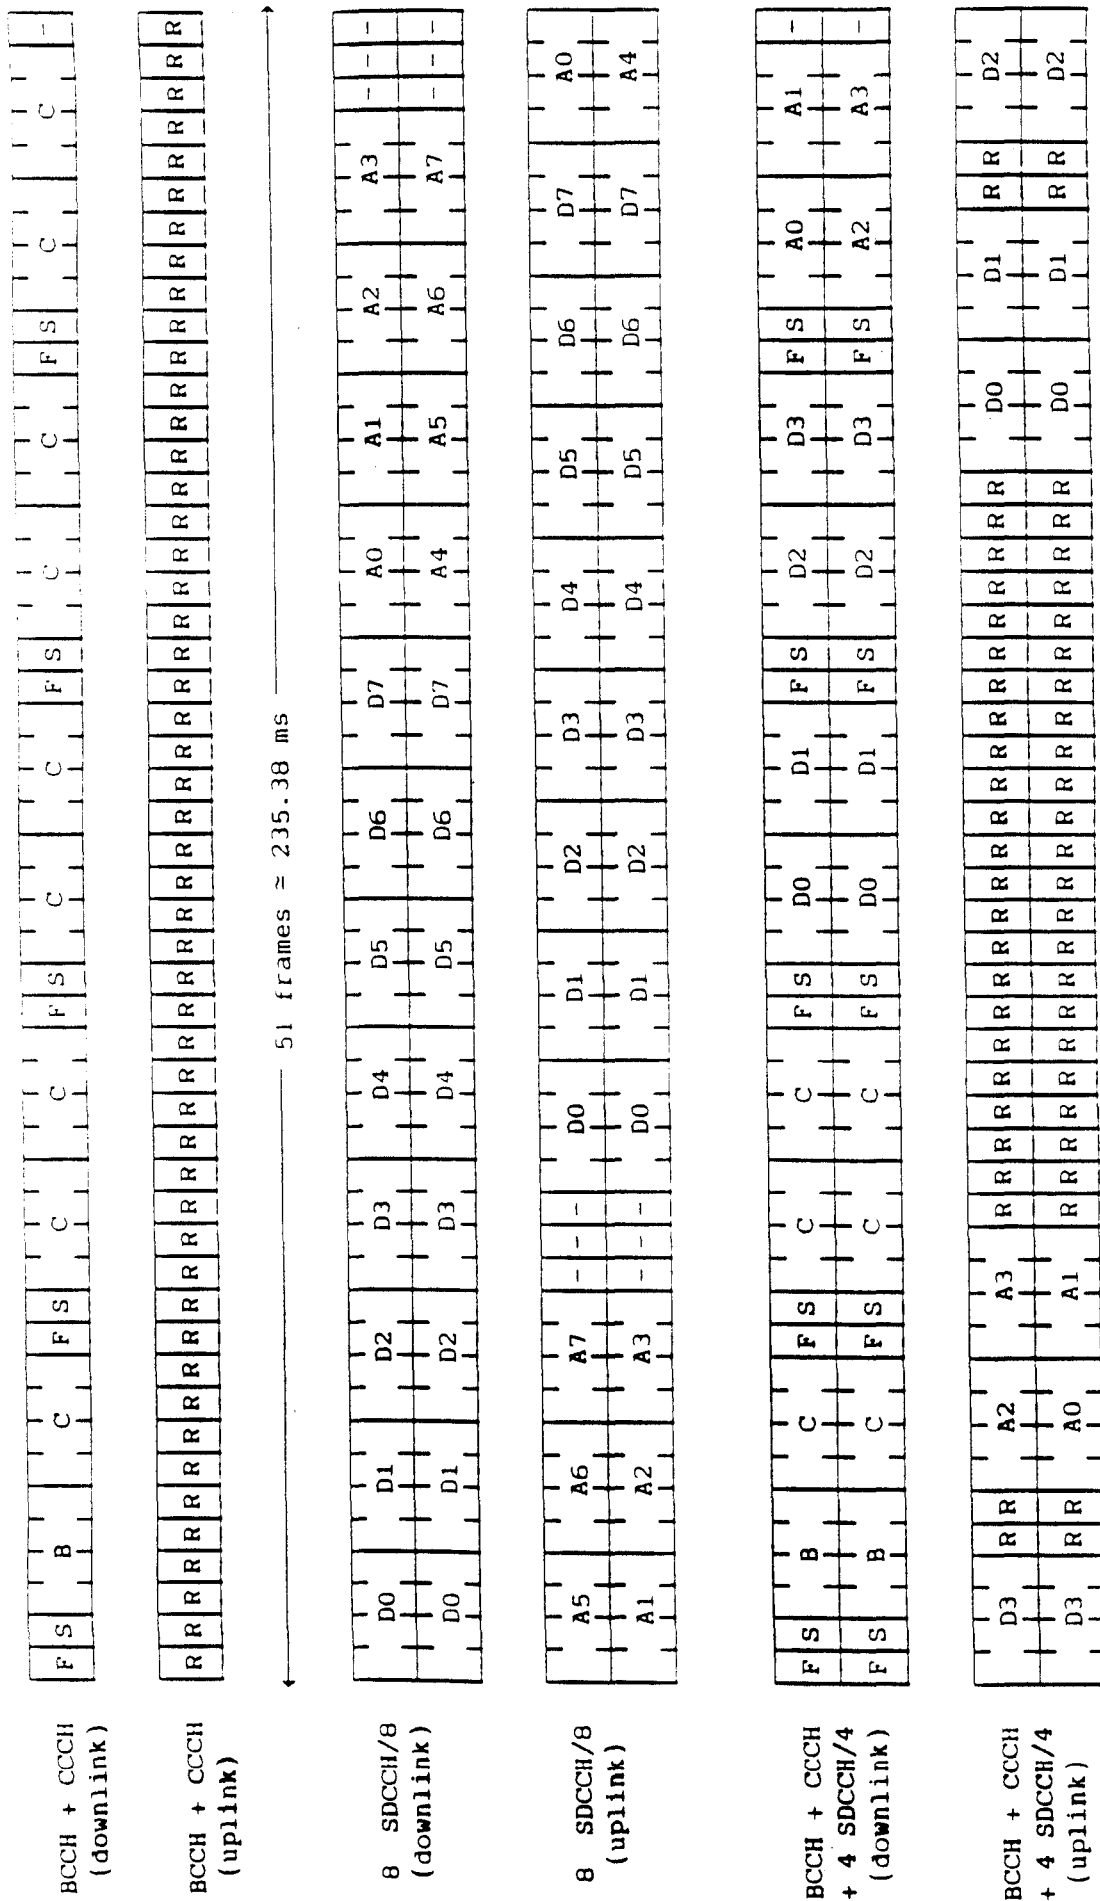 BCCH + CCCH
(downlink)
F S B C F S C C F S C C F S C C F S C C -
BCCH + CCCH
(uplink)
R R R R R R R R R R R R R R R R R R R R R R R R R R R R R R R R R R R R R R R R R R R R R R R R R R R
51 frames ≃ 235.38 ms
8 SDCCH/8
(downlink)
D0 D1 D2 D3 D4 D5 D6 D7 A0 A1 A2 A3 - - -
D0 D1 D2 D3 D4 D5 D6 D7 A4 A5 A6 A7 - - -
8 SDCCH/8
(uplink)
A5 A6 A7 - - - D0 D1 D2 D3 D4 D5 D6 D7 A0
A1 A2 A3 - - - D0 D1 D2 D3 D4 D5 D6 D7 A4
BCCH + CCCH
+ 4 SDCCH/4
(downlink)
F S B C F S C C F S D0 D1 F S D2 D3 F S A0 A1 -
F S B C F S C C F S D0 D1 F S D2 D3 F S A2 A3 -
BCCH + CCCH
+ 4 SDCCH/4
(uplink)
D3 R R A2 A3 R R R R R R R R R R R R R R R R R R R R R R R D0 D1 R R D2
D3 R R A0 A1 R R R R R R R R R R R R R R R R R R R R R R R D0 D1 R R D2